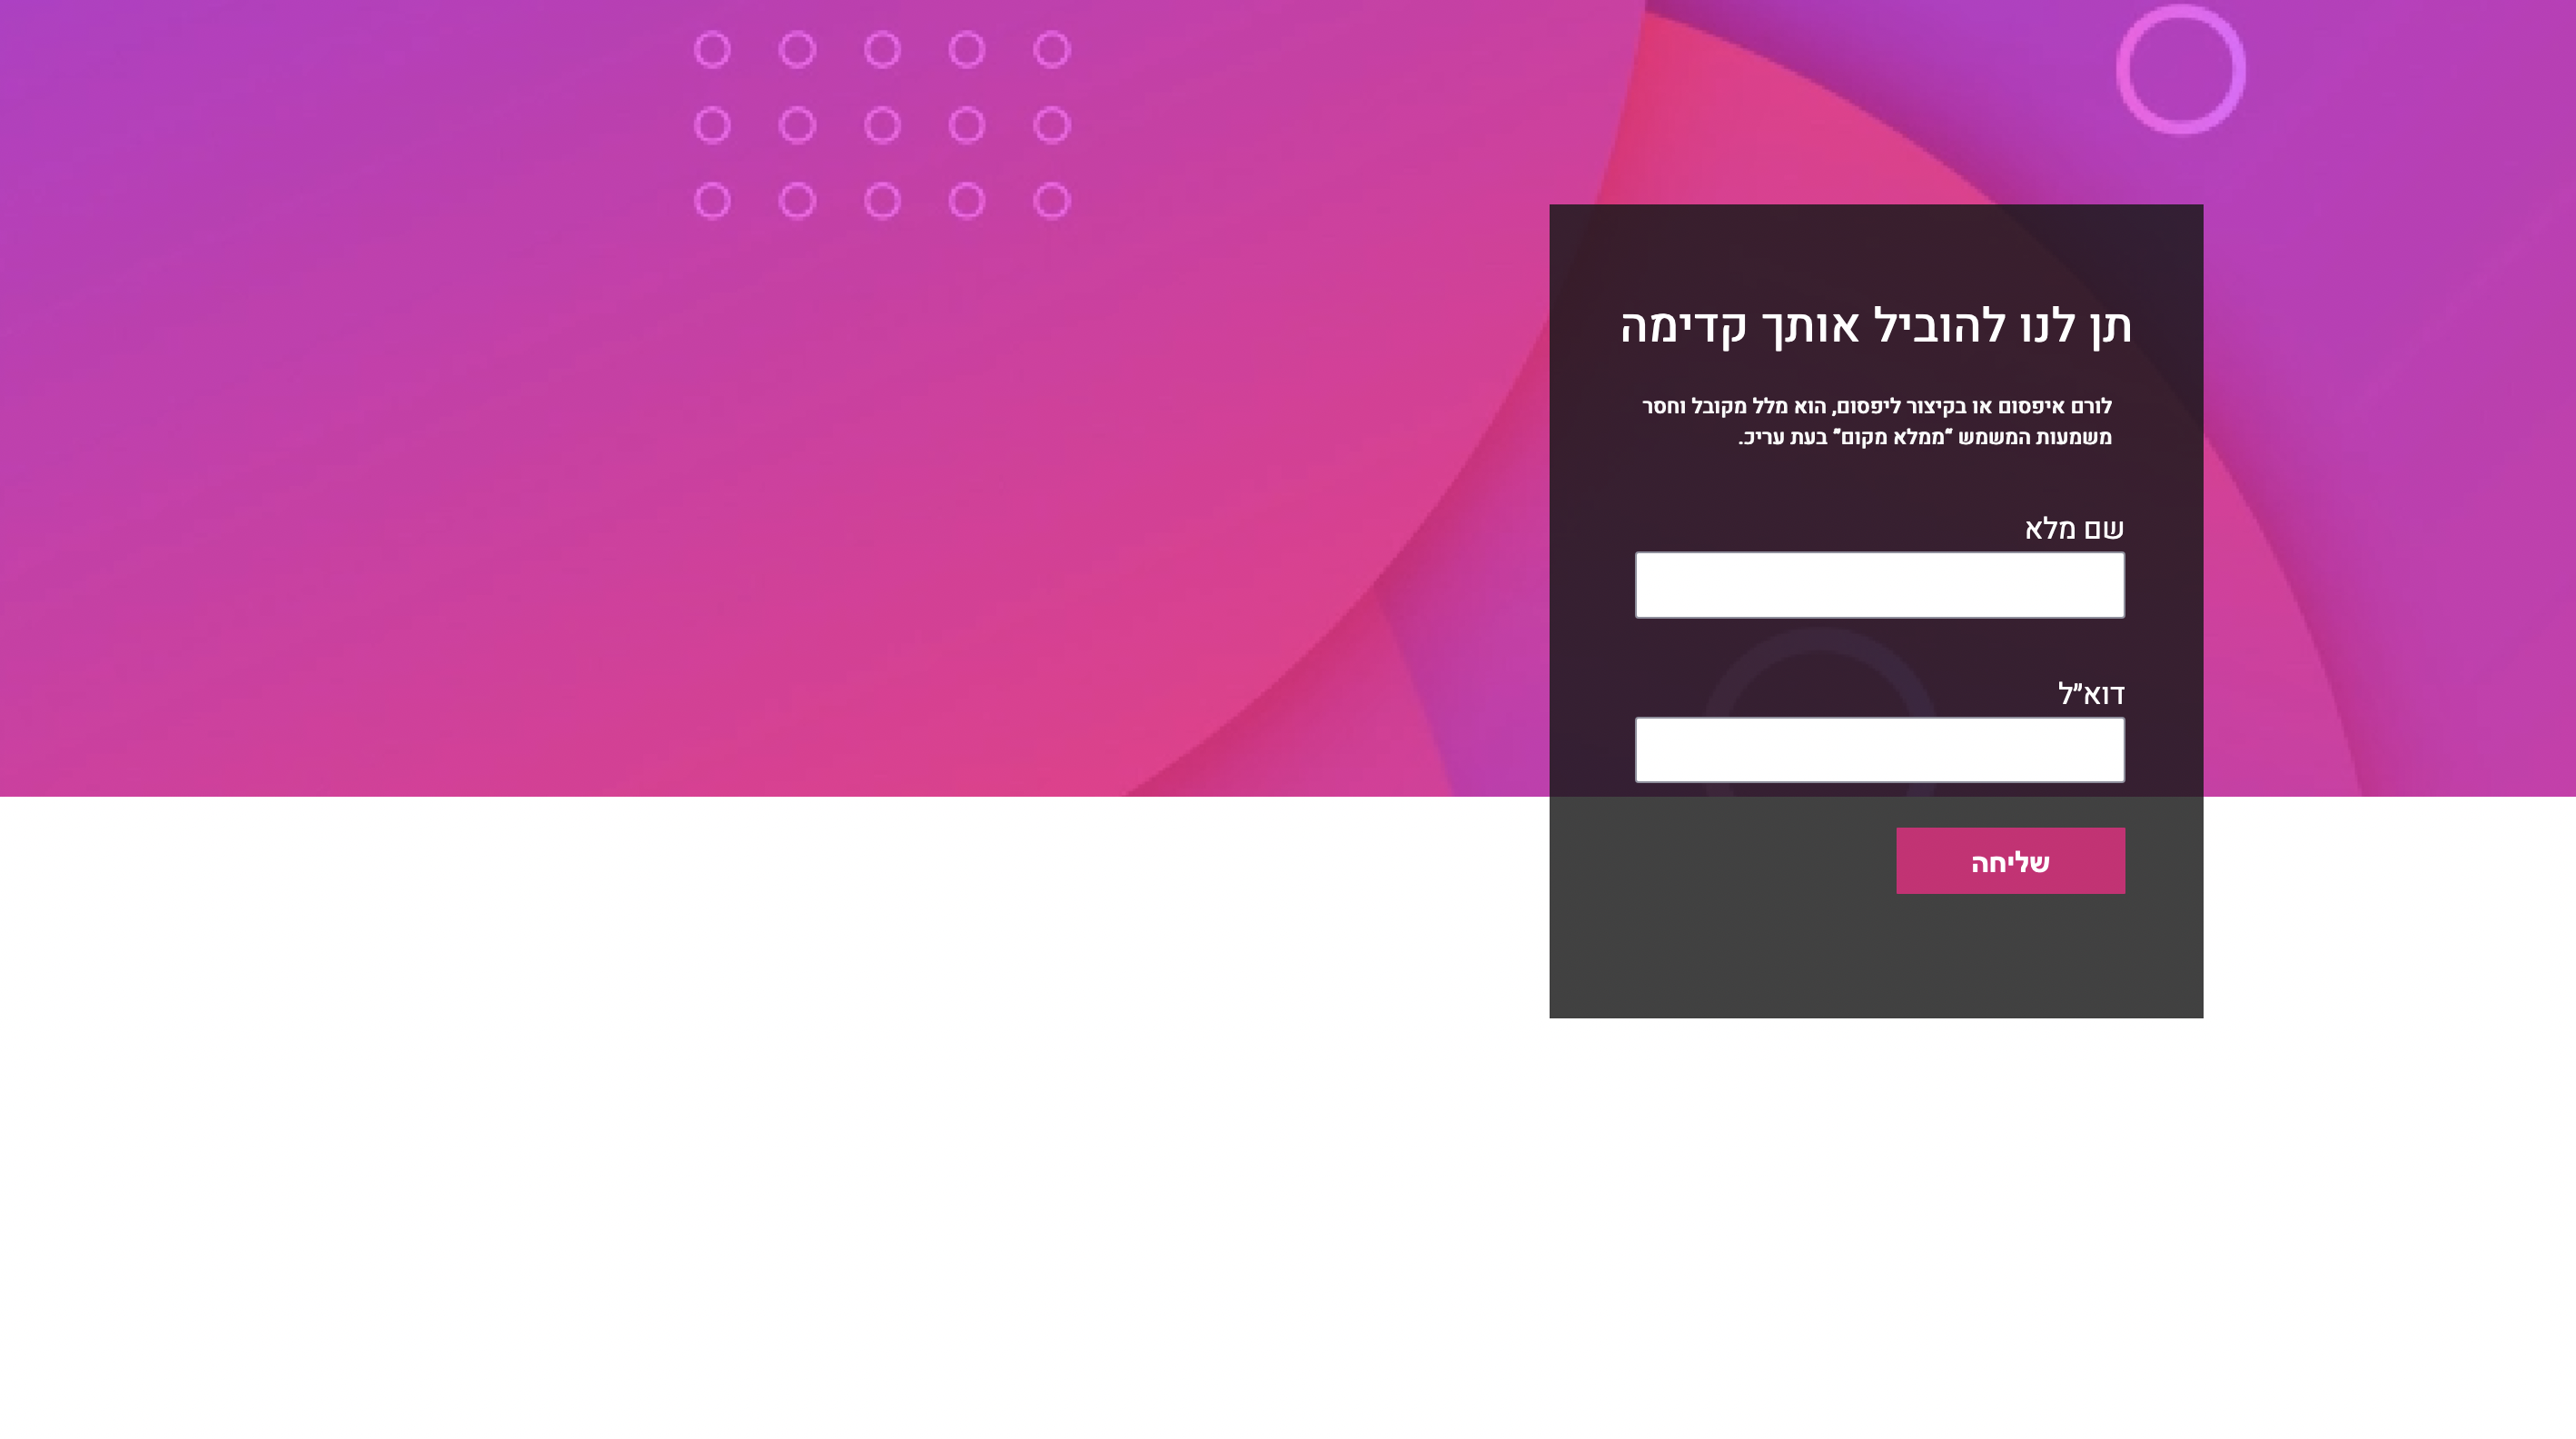 תן לנו להוביל אותך קדימה
לורם איפסום או בקיצור ליפסום, הוא מלל מקובל וחסר
משמעות המשמש “ממלא מקום” בעת עריכ.
שם מלא
דוא״ל
שליחה